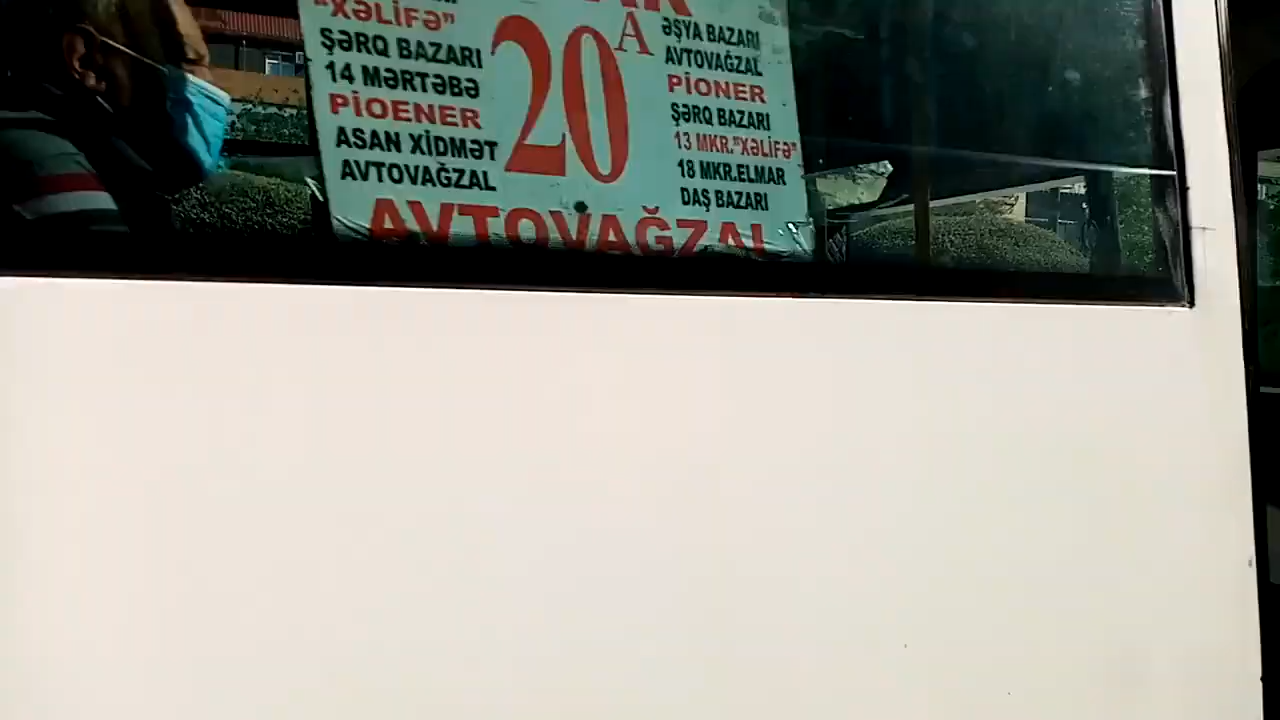 "XƏLİFƏ"
ŞƏRQ BAZARI
14 MƏRTƏBƏ
PİOENER
ASAN XİDMƏT
AVTOVAĞZAL
20A
ƏŞYA BAZARI
AVTOVAĞZAL
PİONER
ŞƏRQ BAZARI
13 MKR."XƏLİFƏ"
18 MKR.ELMAR
DAŞ BAZARI
AVTOVAĞZAL